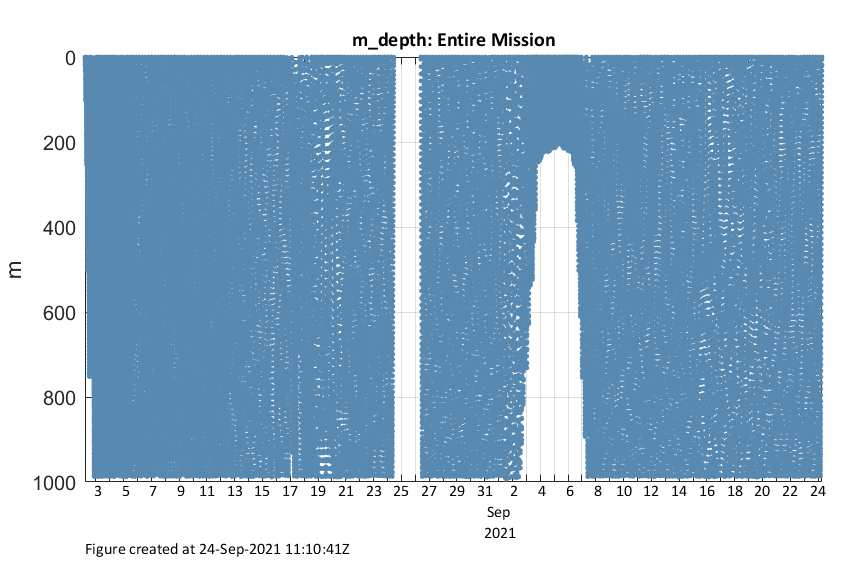 m_depth: Entire Mission
0
200
400
600
800
1000
m
3 5 7 9 11 13 15 17 19 21 23 25 27 29 31 2 4 6 8 10 12 14 16 18 20 22 24
Sep
2021
Figure created at 24-Sep-2021 11:10:41Z